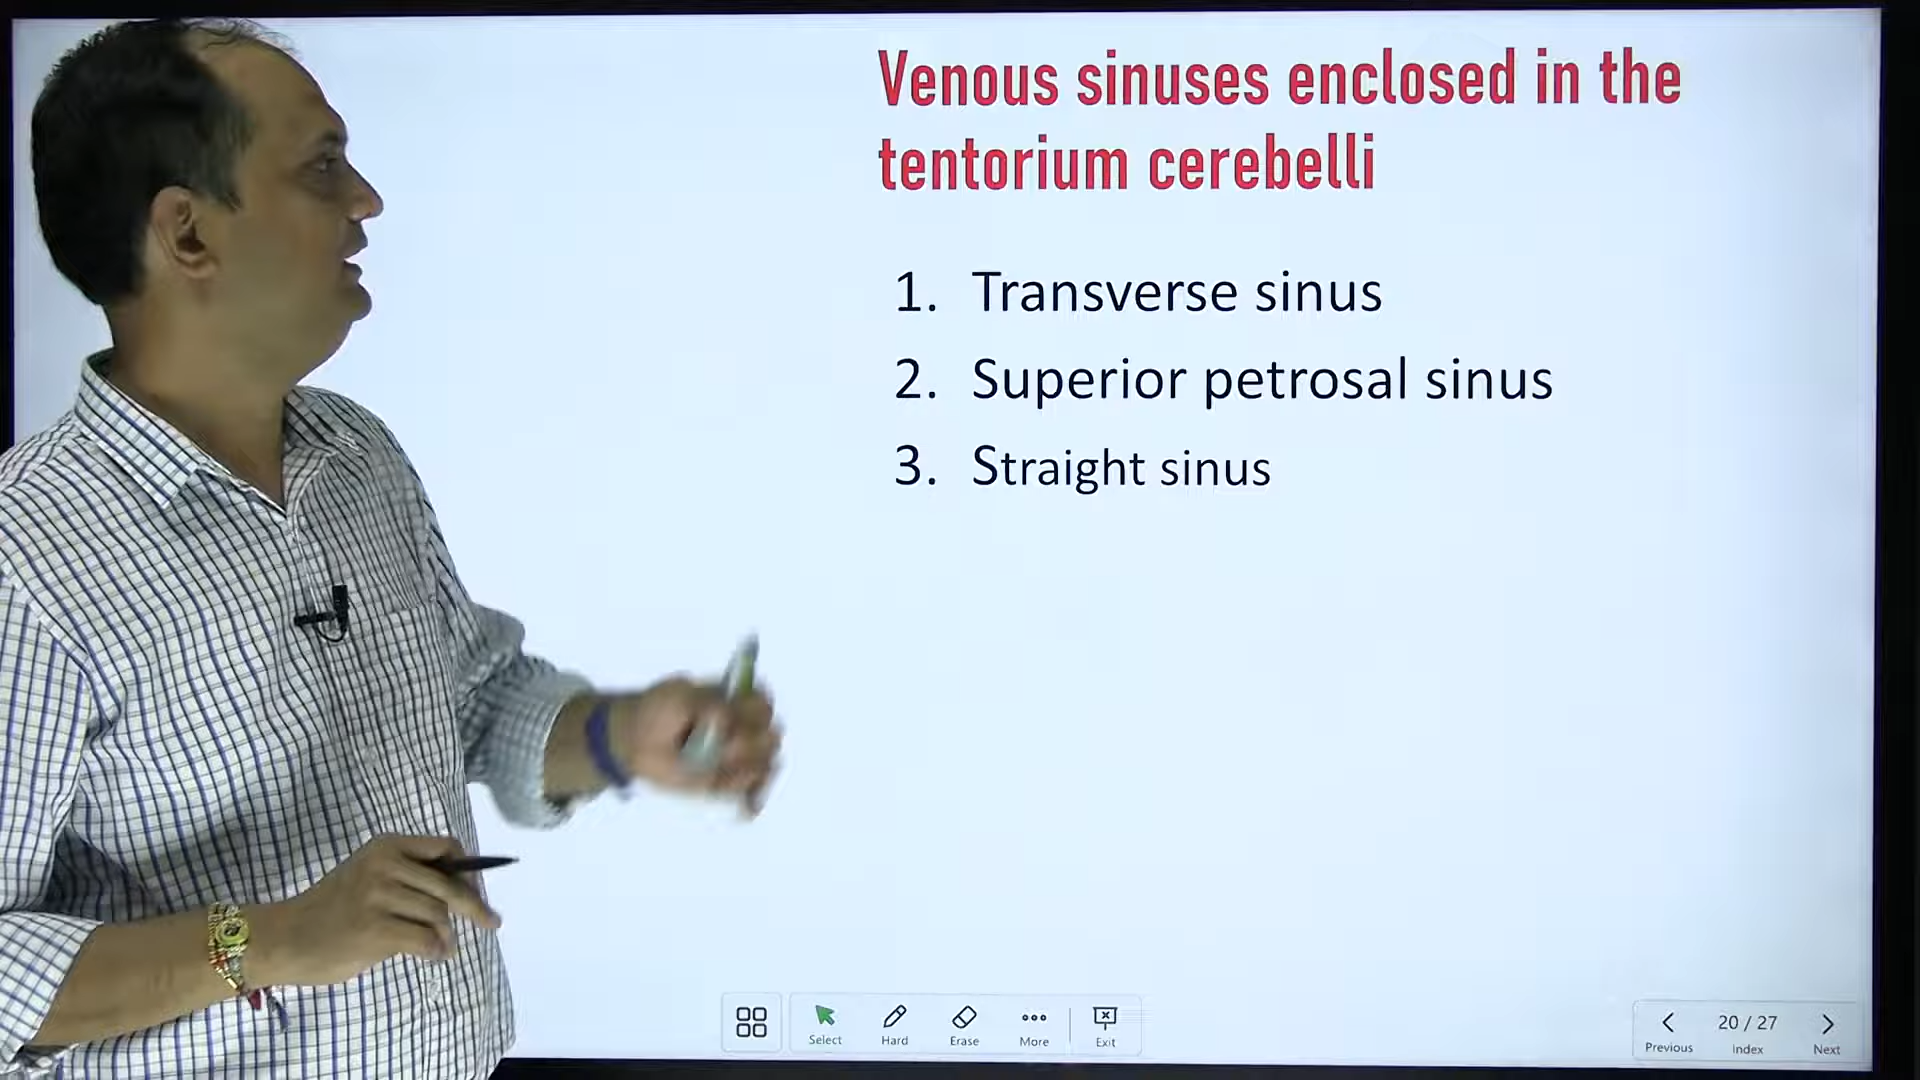 Venous sinuses enclosed in the
tentorium cerebelli
1. Transverse sinus
2. Superior petrosal sinus
3. Straight sinus
Select
Hard
Erase
More
Exit
20 / 27
Previous
Index
Next